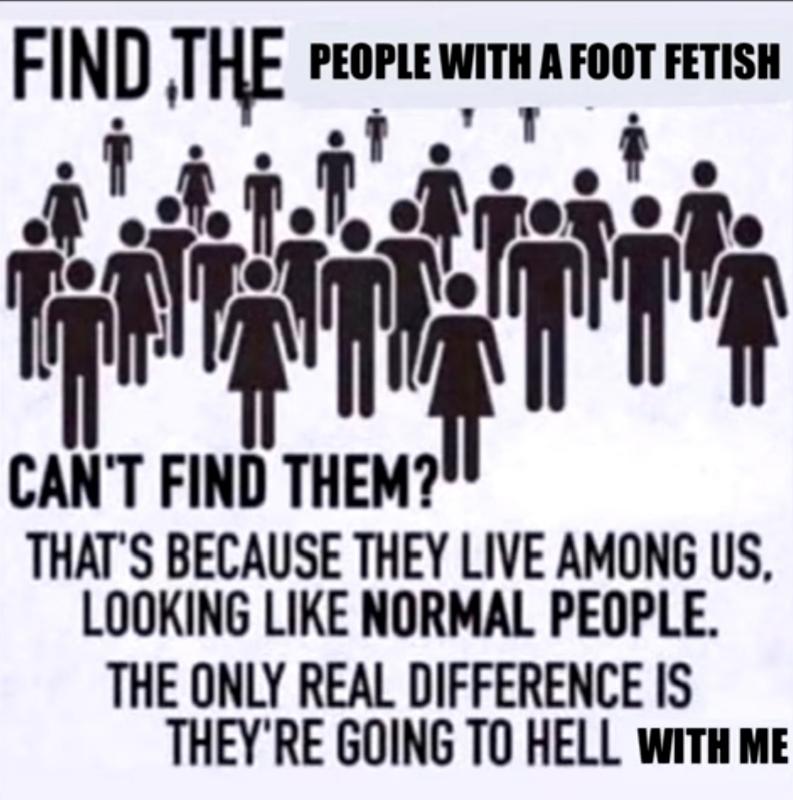 FIND THE PEOPLE WITH A FOOT FETISH
CAN'T FIND THEM?
THAT'S BECAUSE THEY LIVE AMONG US,
LOOKING LIKE NORMAL PEOPLE.
THE ONLY REAL DIFFERENCE IS
THEY'RE GOING TO HELL WITH ME